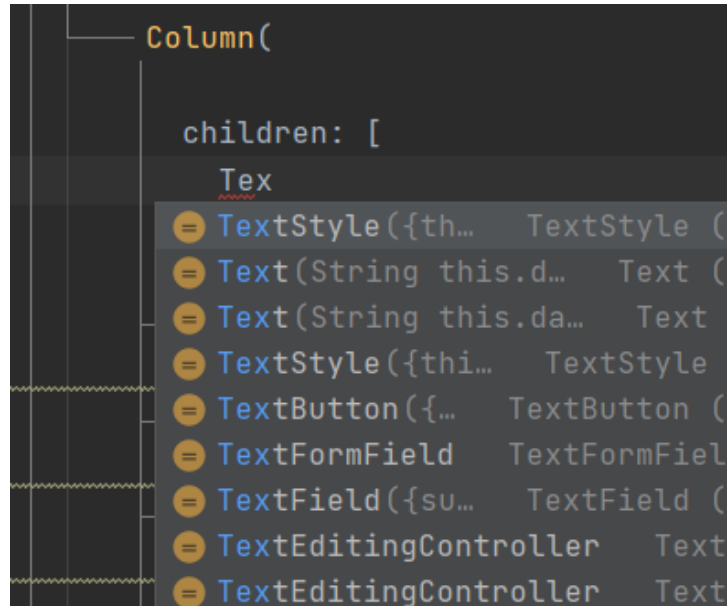 Column(
children: [
Tex
TextStyle({th… TextStyle (
Text(String this.d… Text (
Text(String this.da… Text
TextStyle({thi… TextStyle
TextButton({… TextButton (
TextFormField TextFormFiel
TextField({su… TextField (
TextEditingController Text
TextEditingController Text